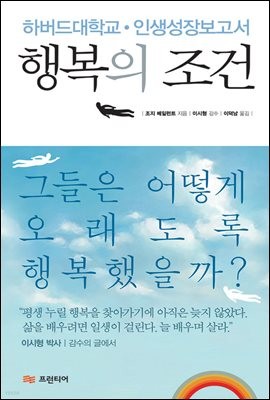 하버드대학교 • 인생성장보고서
행복의 조건
| 조지 베일런트 지음 | 이시형 감수 | 이덕남 옮김 |
그들은 어떻게
오래도록
행복했을까?
“평생 누릴 행복을 찾아가기에 아직은 늦지 않았다.
삶을 배우려면 일생이 걸린다. 늘 배우며 살라.”
이시형 박사 | 감수의 글에서
프런티어